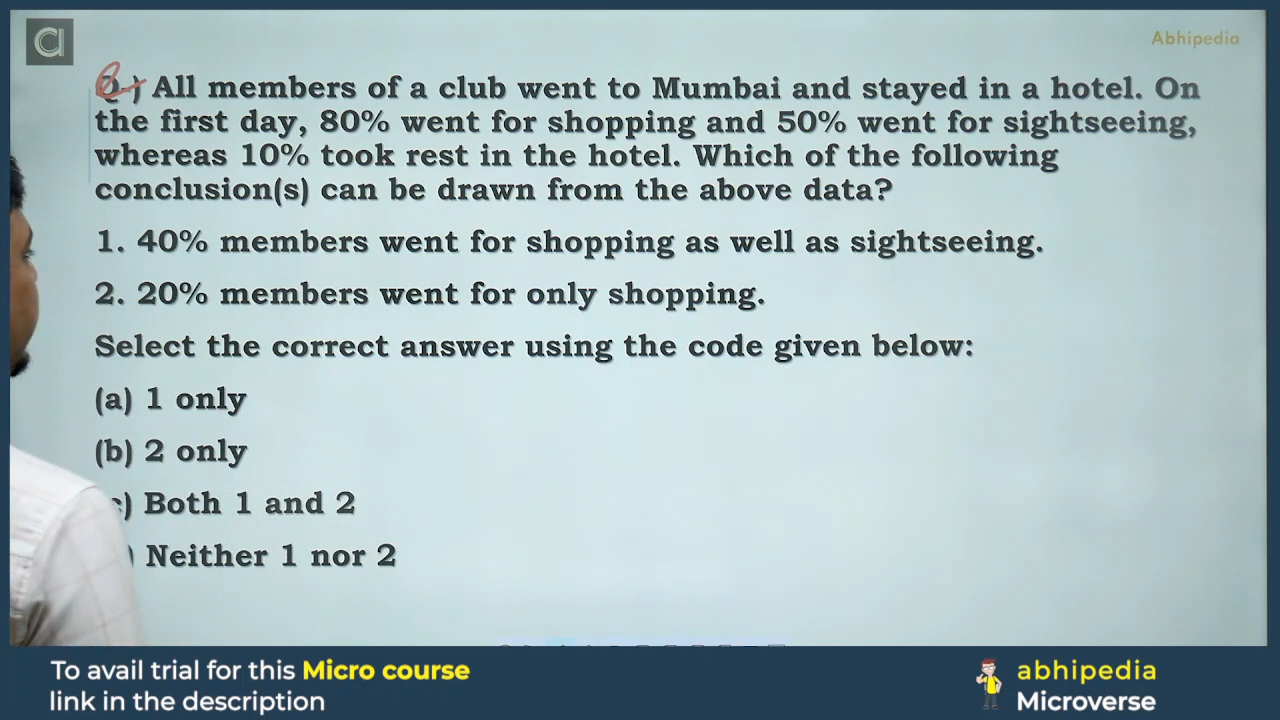 Abhipedia
Q.) All members of a club went to Mumbai and stayed in a hotel. On
the first day, 80% went for shopping and 50% went for sightseeing,
whereas 10% took rest in the hotel. Which of the following
conclusion(s) can be drawn from the above data?
1. 40% members went for shopping as well as sightseeing.
2. 20% members went for only shopping.
Select the correct answer using the code given below:
(a) 1 only
(b) 2 only
c) Both 1 and 2
) Neither 1 nor 2
To avail trial for this Micro course
link in the description
abhipedia
Microverse